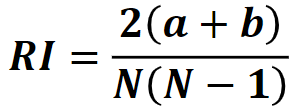 RI = 2(a + b) / N(N − 1)